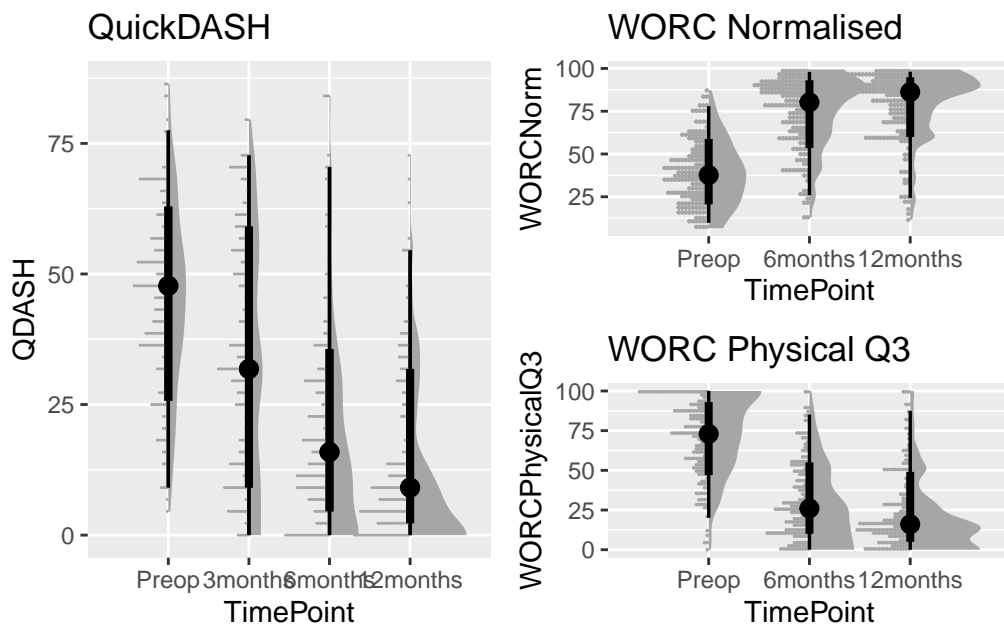 QuickDASH
QDASH
75
50
25
0
Preop 3months 6months 12months
TimePoint
WORC Normalised
WORCNorm
100
75
50
25
Preop 6months 12months
TimePoint
WORC Physical Q3
WORCPhysicalQ3
100
75
50
25
0
Preop 6months 12months
TimePoint